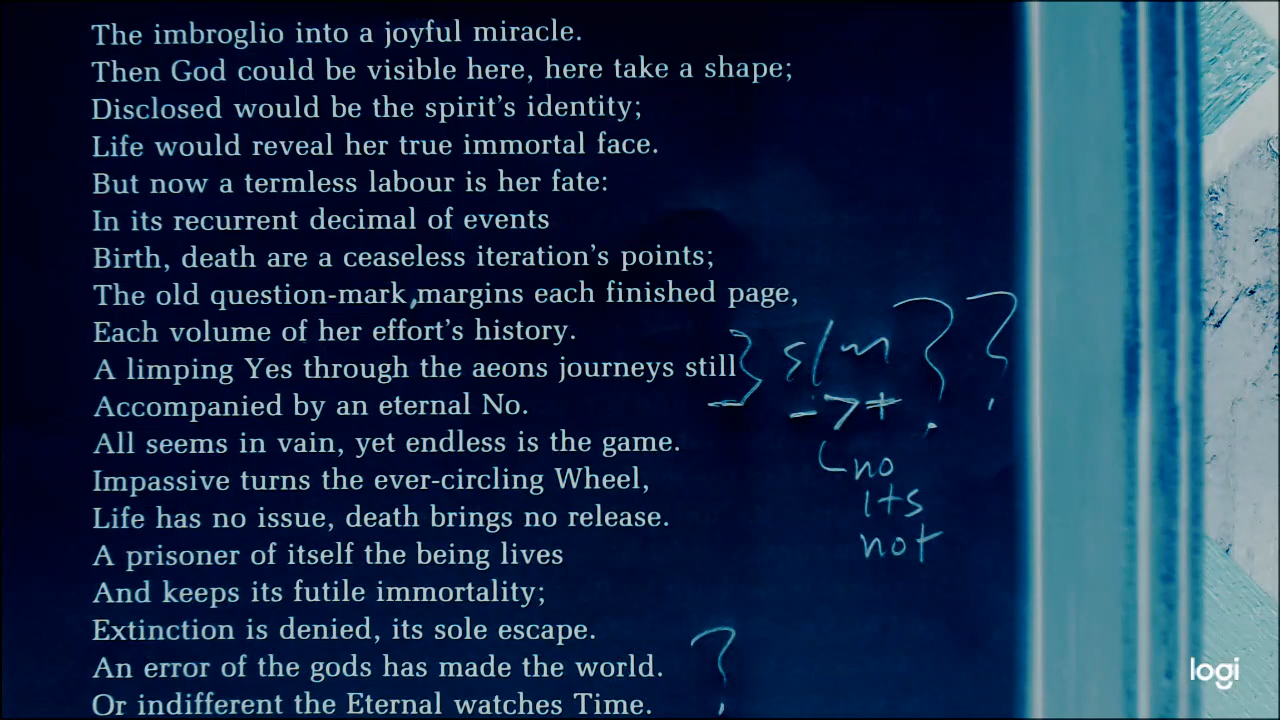 The imbroglio into a joyful miracle.
Then God could be visible here, here take a shape;
Disclosed would be the spirit's identity;
Life would reveal her true immortal face.
But now a termless labour is her fate:
In its recurrent decimal of events
Birth, death are a ceaseless iteration's points;
The old question-mark,margins each finished page,
Each volume of her effort's history.
A limping Yes through the aeons journeys still
Accompanied by an eternal No.
All seems in vain, yet endless is the game.
Impassive turns the ever-circling Wheel,
Life has no issue, death brings no release.
A prisoner of itself the being lives
And keeps its futile immortality;
Extinction is denied, its sole escape.
An error of the gods has made the world.
Or indifferent the Eternal watches Time.
} s/m ? ?
no
its
not
?
logi